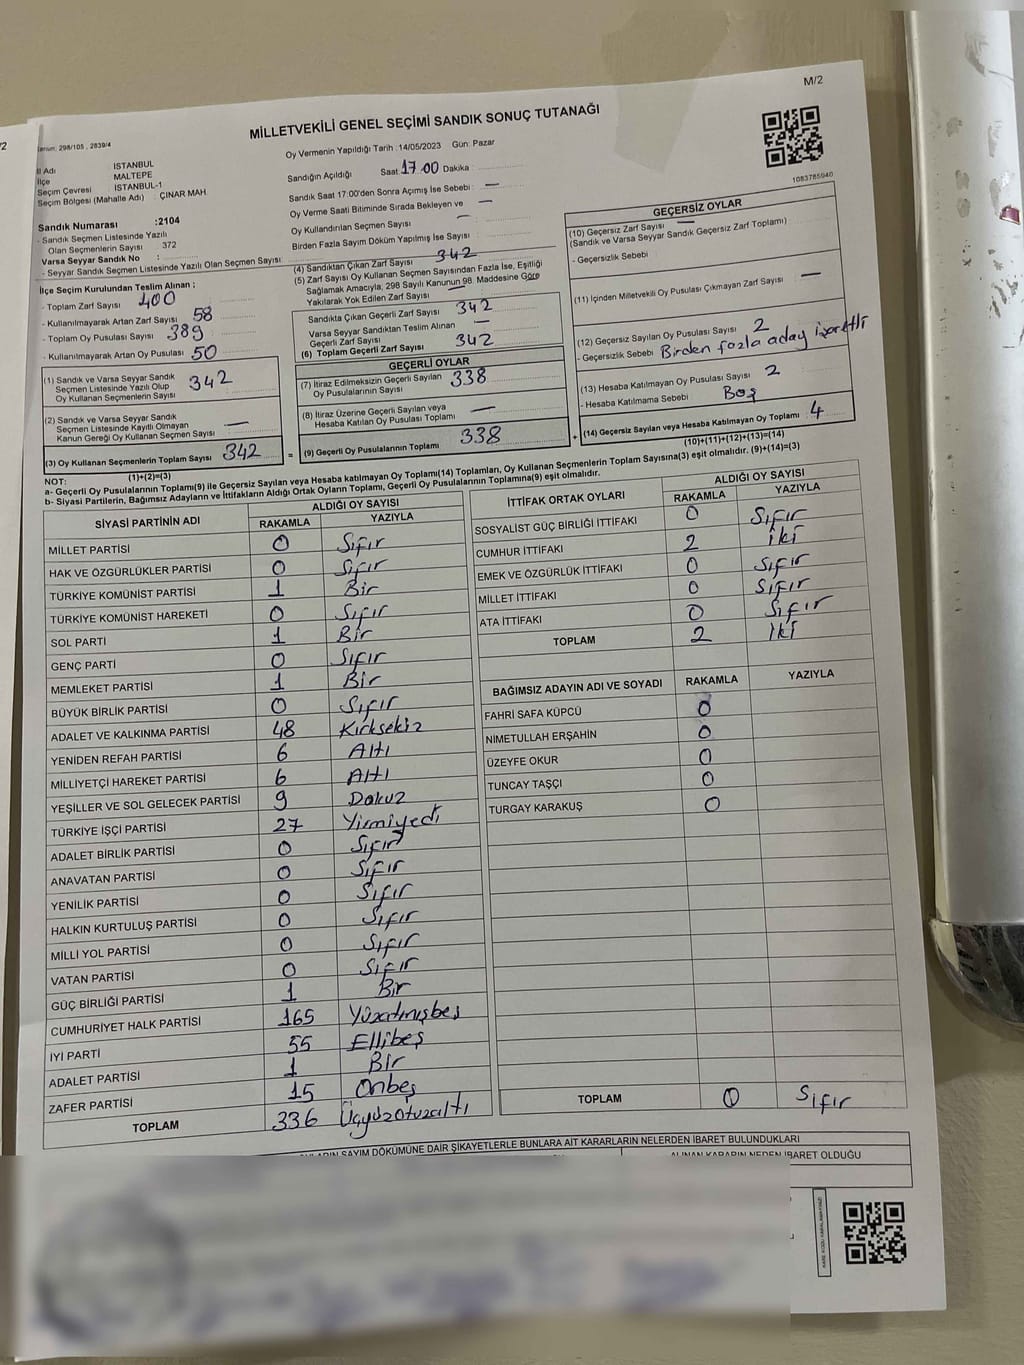 M/2
/2
MİLLETVEKİLİ GENEL SEÇİMİ SANDIK SONUÇ TUTANAĞI
Kanun: 298/105 , 2839/4
İl Adı İSTANBUL
İlçe MALTEPE
Seçim Çevresi İSTANBUL-1
Seçim Bölgesi (Mahalle Adı) : ÇINAR MAH.
Sandık Numarası :2104
- Sandık Seçmen Listesinde Yazılı
Olan Seçmenlerin Sayısı : 372
Varsa Seyyar Sandık No :
- Seyyar Sandık Seçmen Listesinde Yazılı Olan Seçmen Sayısı
Oy Vermenin Yapıldığı Tarih :14/05/2023 Gün: Pazar
Sandığın Açıldığı Saat 17 00 Dakika
Sandık Saat 17:00'den Sonra Açımış İse Sebebi : —
Oy Verme Saati Bitiminde Sırada Bekleyen ve —
Oy Kullandırılan Seçmen Sayısı —
Birden Fazla Sayım Döküm Yapılmış İse Sayısı
1083785940
İlçe Seçim Kurulundan Teslim Alınan ;
- Toplam Zarf Sayısı 400
- Kullanılmayarak Artan Zarf Sayısı 58
- Toplam Oy Pusulası Sayısı 389
- Kullanılmayarak Artan Oy Pusulası 50
(1) Sandık ve Varsa Seyyar Sandık
Seçmen Listesinde Yazılı Olup 342
Oy Kullanan Seçmenlerin Sayısı
(2) Sandık ve Varsa Seyyar Sandık
Seçmen Listesinde Kayıtlı Olmayan
Kanun Gereği Oy Kullanan Seçmen Sayısı —
(3) Oy Kullanan Seçmenlerin Toplam Sayısı 342
(1)+(2)=(3)
(4) Sandıktan Çıkan Zarf Sayısı 342
(5) Zarf Sayısı Oy Kullanan Seçmen Sayısından Fazla İse, Eşitliği
Sağlamak Amacıyla, 298 Sayılı Kanunun 98. Maddesine Göre
Yakılarak Yok Edilen Zarf Sayısı —
Sandıkta Çıkan Geçerli Zarf Sayısı 342
Varsa Seyyar Sandıktan Teslim Alınan
Geçerli Zarf Sayısı —
(6) Toplam Geçerli Zarf Sayısı 342
GEÇERLİ OYLAR
(7) İtiraz Edilmeksizin Geçerli Sayılan
Oy Pusulalarının Sayısı 338
(8) İtiraz Üzerine Geçerli Sayılan veya
Hesaba Katılan Oy Pusulası Toplamı —
= (9) Geçerli Oy Pusulalarının Toplamı 338
GEÇERSİZ OYLAR
(10) Geçersiz Zarf Sayısı —
(Sandık ve Varsa Seyyar Sandık Geçersiz Zarf Toplamı)
- Geçersizlik Sebebi
(11) İçinden Milletvekili Oy Pusulası Çıkmayan Zarf Sayısı —
(12) Geçersiz Sayılan Oy Pusulası Sayısı 2
- Geçersizlik Sebebi Birden fazla aday işaretli
(13) Hesaba Katılmayan Oy Pusulası Sayısı 2
- Hesaba Katılmama Sebebi Boş
+ (14) Geçersiz Sayılan veya Hesaba Katılmayan Oy Toplamı 4
(10)+(11)+(12)+(13)=(14)
NOT:
a- Geçerli Oy Pusulalarının Toplamı(9) ile Geçersiz Sayılan veya Hesaba katılmayan Oy Toplamı(14) Toplamları, Oy Kullanan Seçmenlerin Toplam Sayısına(3) eşit olmalıdır. (9)+(14)=(3)
b- Siyasi Partilerin, Bağımsız Adayların ve İttifakların Aldığı Ortak Oyların Toplamı, Geçerli Oy Pusulalarının Toplamına(9) eşit olmalıdır.
SİYASİ PARTİNİN ADI ALDIĞI OY SAYISI
RAKAMLA YAZIYLA
MİLLET PARTİSİ 0 Sıfır
HAK VE ÖZGÜRLÜKLER PARTİSİ 0 Sıfır
TÜRKİYE KOMÜNİST PARTİSİ 1 Bir
TÜRKİYE KOMÜNİST HAREKETİ 0 Sıfır
SOL PARTİ 1 Bir
GENÇ PARTİ 0 Sıfır
MEMLEKET PARTİSİ 1 Bir
BÜYÜK BİRLİK PARTİSİ 0 Sıfır
ADALET VE KALKINMA PARTİSİ 48 Kırksekiz
YENİDEN REFAH PARTİSİ 6 Altı
MİLLİYETÇİ HAREKET PARTİSİ 6 Altı
YEŞİLLER VE SOL GELECEK PARTİSİ 9 Dokuz
TÜRKİYE İŞÇİ PARTİSİ 27 Yirmiyedi
ADALET BİRLİK PARTİSİ 0 Sıfır
ANAVATAN PARTİSİ 0 Sıfır
YENİLİK PARTİSİ 0 Sıfır
HALKIN KURTULUŞ PARTİSİ 0 Sıfır
MİLLİ YOL PARTİSİ 0 Sıfır
VATAN PARTİSİ 0 Sıfır
GÜÇ BİRLİĞİ PARTİSİ 1 Bir
CUMHURİYET HALK PARTİSİ 165 Yüzatmışbeş
İYİ PARTİ 55 Ellibeş
ADALET PARTİSİ 1 Bir
ZAFER PARTİSİ 15 Onbeş
TOPLAM 336 Üçyüzotuzaltı
İTTİFAK ORTAK OYLARI ALDIĞI OY SAYISI
RAKAMLA YAZIYLA
SOSYALİST GÜÇ BİRLİĞİ İTTİFAKI 0 Sıfır
CUMHUR İTTİFAKI 2 iki
EMEK VE ÖZGÜRLÜK İTTİFAKI 0 Sıfır
MİLLET İTTİFAKI 0 Sıfır
ATA İTTİFAKI 0 Sıfır
TOPLAM 2 iki
BAĞIMSIZ ADAYIN ADI VE SOYADI RAKAMLA YAZIYLA
FAHRİ SAFA KÜPCÜ 0
NİMETULLAH ERŞAHİN 0
ÜZEYFE OKUR 0
TUNCAY TAŞÇI 0
TURGAY KARAKUŞ 0
TOPLAM 0 Sıfır
SAYIM DÖKÜMÜNE DAİR ŞİKAYETLERLE BUNLARA AİT KARARLARIN NELERDEN İBARET BULUNDUKLARI
ALINAN KARARIN NEDEN İBARET OLDUĞU